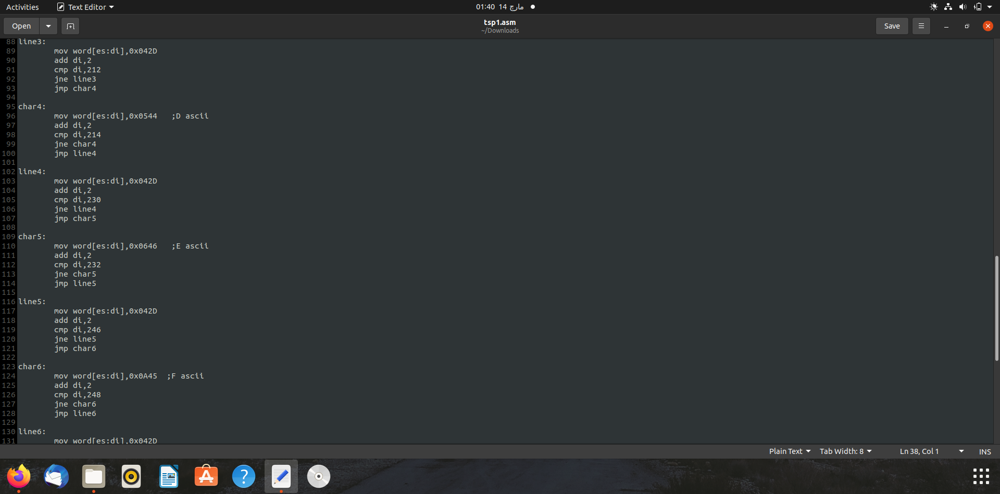 Activities
Text Editor
01:40 14 مارچ
Open
tsp1.asm
~/Downloads
Save
88 line3:
89 mov word[es:di],0x042D
90 add di,2
91 cmp di,212
92 jne line3
93 jmp char4
94
95 char4:
96 mov word[es:di],0x0544 ;D ascii
97 add di,2
98 cmp di,214
99 jne char4
100 jmp line4
101
102 line4:
103 mov word[es:di],0x042D
104 add di,2
105 cmp di,230
106 jne line4
107 jmp char5
108
109 char5:
110 mov word[es:di],0x0646 ;E ascii
111 add di,2
112 cmp di,232
113 jne char5
114 jmp line5
115
116 line5:
117 mov word[es:di],0x042D
118 add di,2
119 cmp di,246
120 jne line5
121 jmp char6
122
123 char6:
124 mov word[es:di],0x0A45 ;F ascii
125 add di,2
126 cmp di,248
127 jne char6
128 jmp line6
129
130 line6:
131 mov word[es:di],0x042D
Plain Text
Tab Width: 8
Ln 38, Col 1
INS